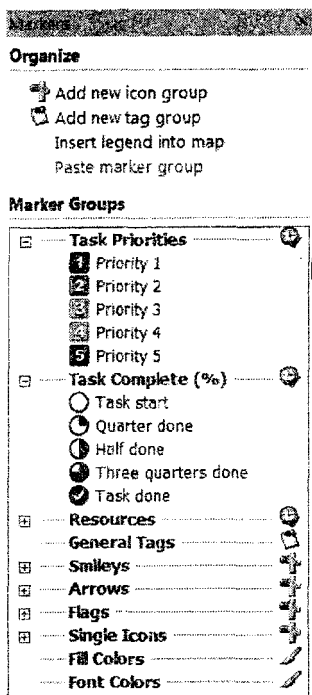 Markers
Organize
Add new icon group
Add new tag group
Insert legend into map
Paste marker group
Marker Groups
Task Priorities
1 Priority 1
2 Priority 2
3 Priority 3
4 Priority 4
5 Priority 5
Task Complete (%)
Task start
Quarter done
Half done
Three quarters done
Task done
Resources
General Tags
Smileys
Arrows
Flags
Single Icons
Fill Colors
Font Colors